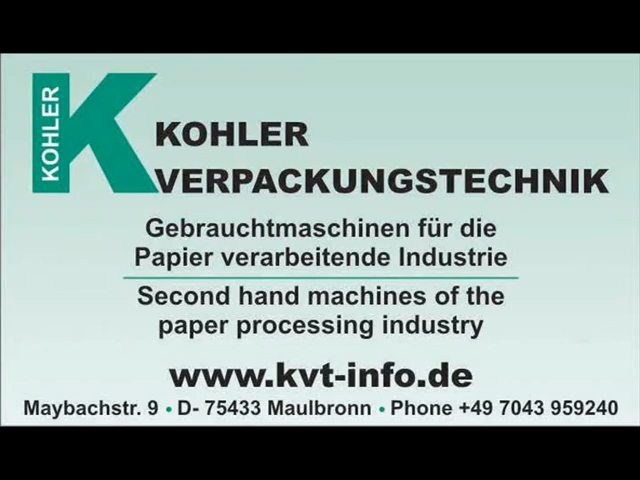 KOHLER
KOHLER
VERPACKUNGSTECHNIK
Gebrauchtmaschinen für die
Papier verarbeitende Industrie
Second hand machines of the
paper processing industry
www.kvt-info.de
Maybachstr. 9 • D- 75433 Maulbronn • Phone +49 7043 959240